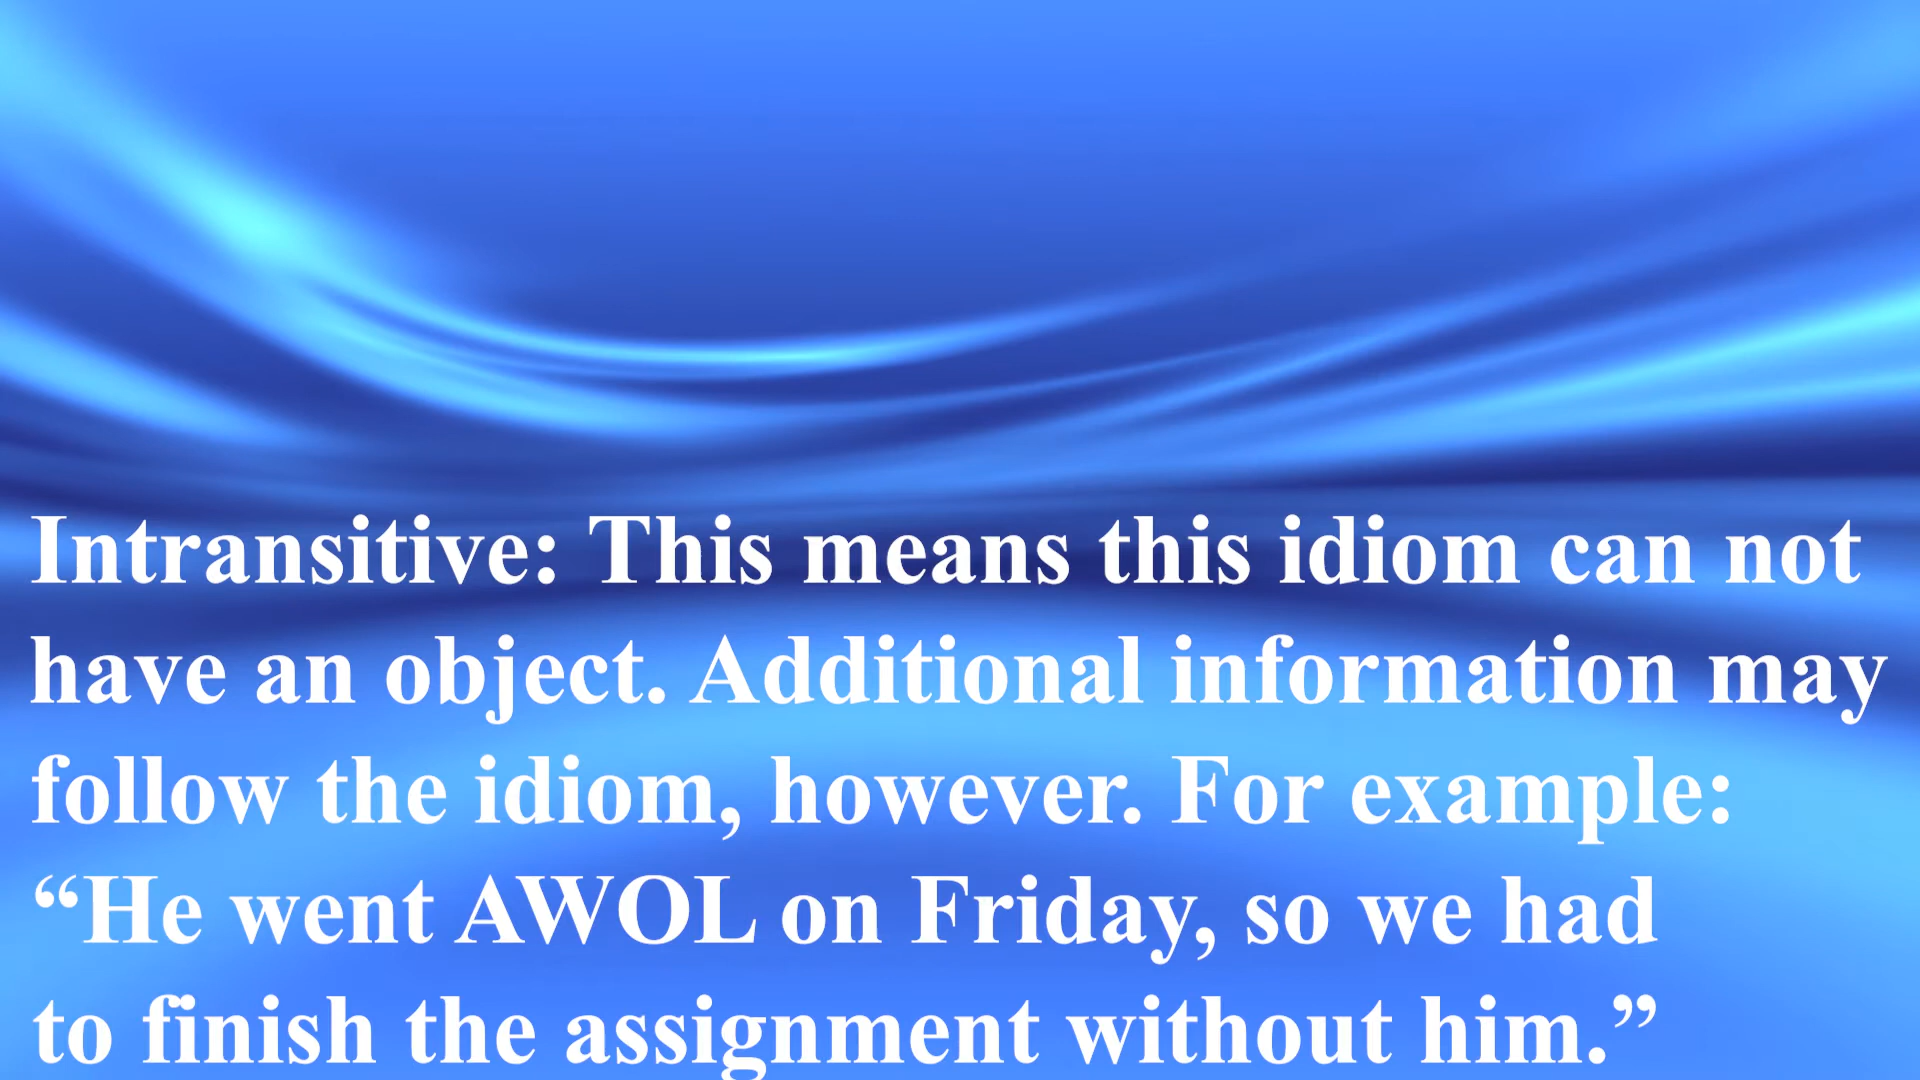 Intransitive: This means this idiom can not
have an object. Additional information may
follow the idiom, however. For example:
“He went AWOL on Friday, so we had
to finish the assignment without him.”